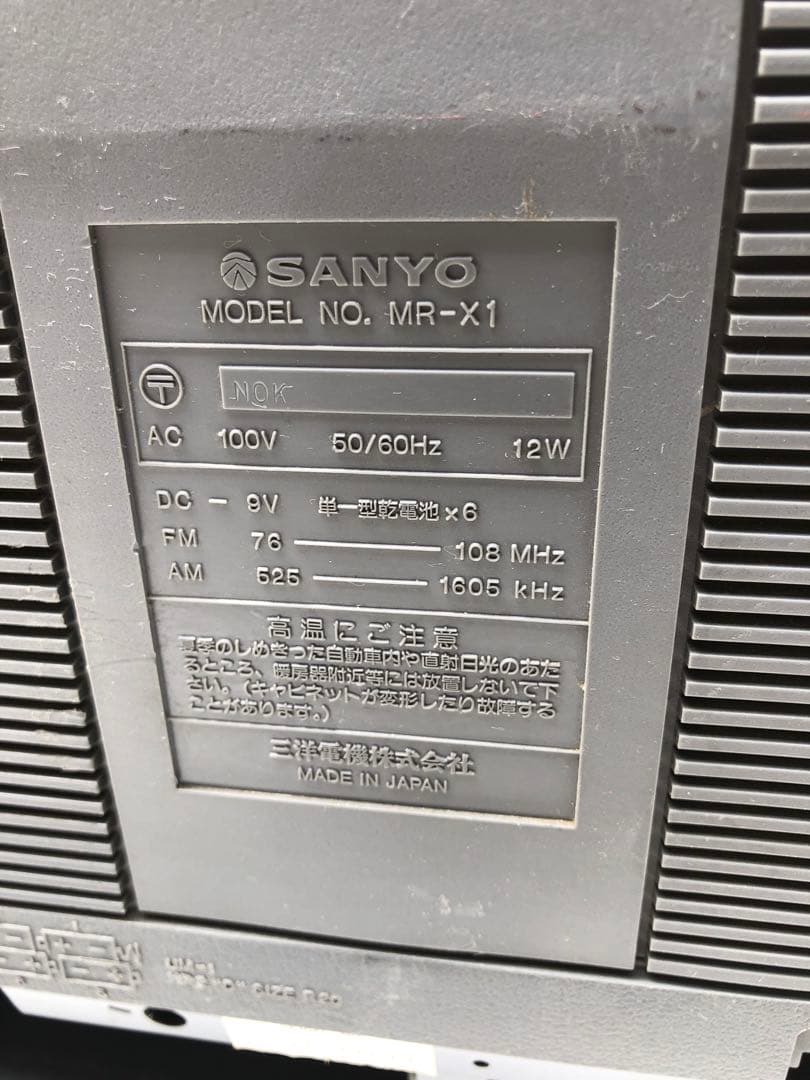 SANYO
MODEL NO. MR-X1
〒 NOK
AC 100V 50/60Hz 12W
DC - 9V 単一型乾電池×6
FM 76 — 108 MHz
AM 525 — 1605 kHz
高温にご注意
夏季のしめきった自動車内や直射日光のあた
るところ、暖房器附近等には放置しないで下
さい。(キャビネットが変形したり故障する
ことがあります。)
三洋電機株式会社
MADE IN JAPAN
SIZE